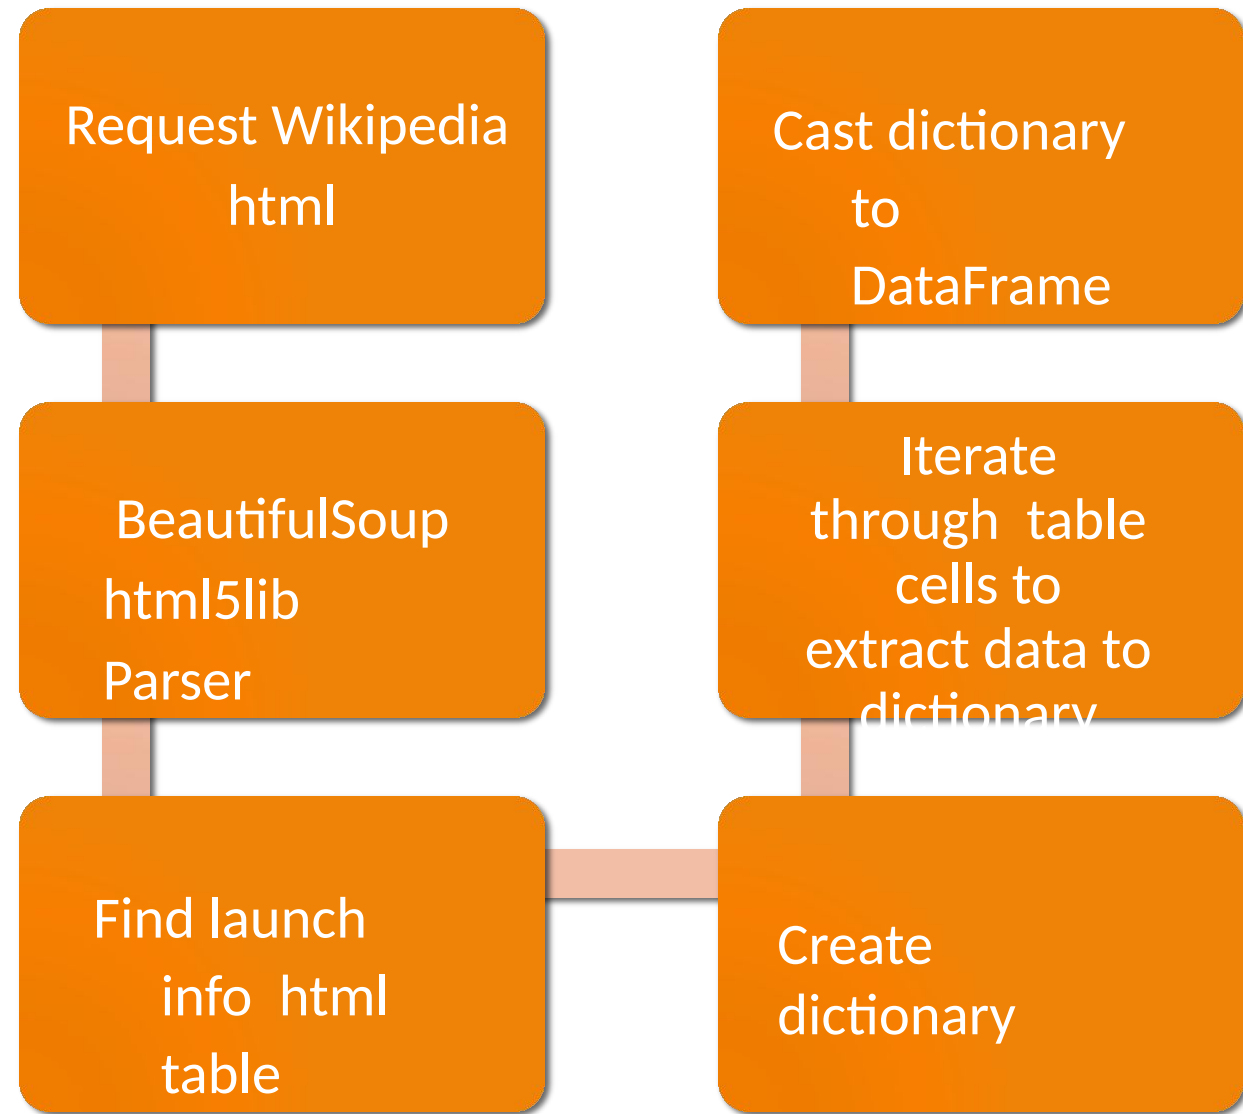 Request Wikipedia
html
BeautifulSoup
html5lib
Parser
Find launch
info html
table
Create
dictionary
Iterate
through table
cells to
extract data to
dictionary
Cast dictionary
to
DataFrame